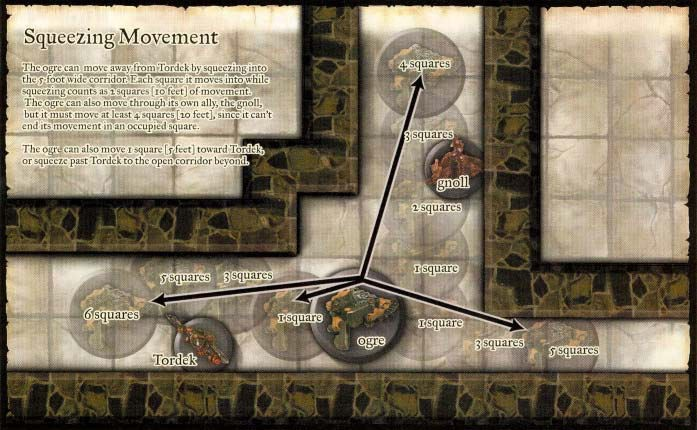 Squeezing Movement
The ogre can move away from Tordek by squeezing into
the 5-foot wide corridor. Each square it moves into while
squeezing counts as 2 squares [10 feet] of movement.
The ogre can also move through its own ally, the gnoll,
but it must move at least 4 squares [20 feet], since it can't
end its movement in an occupied square.
The ogre can also move 1 square [5 feet] toward Tordek,
or squeeze past Tordek to the open corridor beyond.
4 squares
3 squares
gnoll
2 squares
1 square
5 squares 3 squares
6 squares
1 square
1 square
ogre
3 squares
5 squares
Tordek